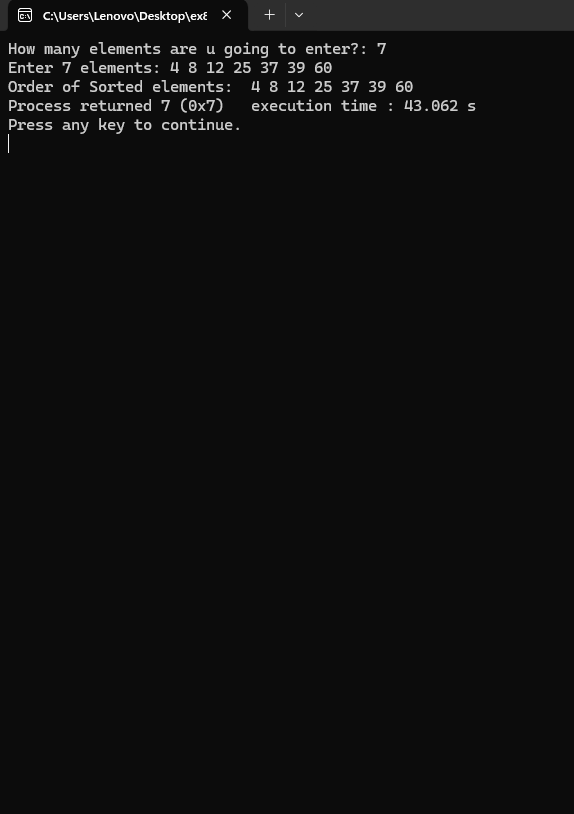 C:\Users\Lenovo\Desktop\ex8
How many elements are u going to enter?: 7
Enter 7 elements: 4 8 12 25 37 39 60
Order of Sorted elements:  4 8 12 25 37 39 60
Process returned 7 (0x7)   execution time : 43.062 s
Press any key to continue.